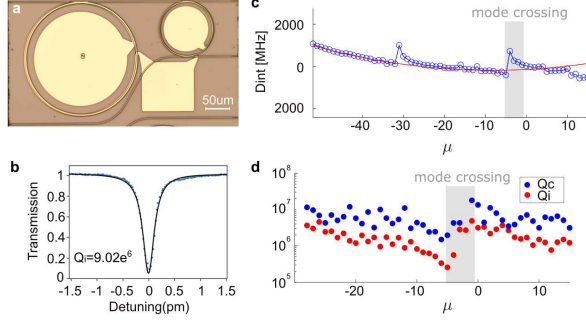 a
50um
b
Transmission
1
0.8
0.6
0.4
0.2
0
Qi=9.02e⁶
-1.5 -1.0 -0.5 0 0.5 1.0 1.5
Detuning(pm)
c
mode crossing
Dint [MHz]
2000
0
2000
-40 -30 -20 -10 0
μ
d
mode crossing
Qc
Qi
10⁸
10⁷
10⁶
10⁵
-20 -10 0 10
μ